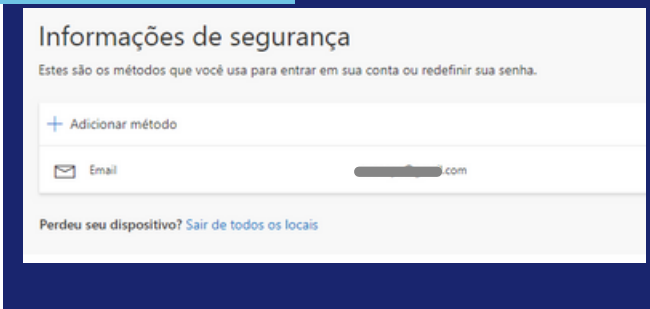 Informações de segurança
Estes são os métodos que você usa para entrar em sua conta ou redefinir sua senha.
+ Adicionar método
Email .com
Perdeu seu dispositivo? Sair de todos os locais